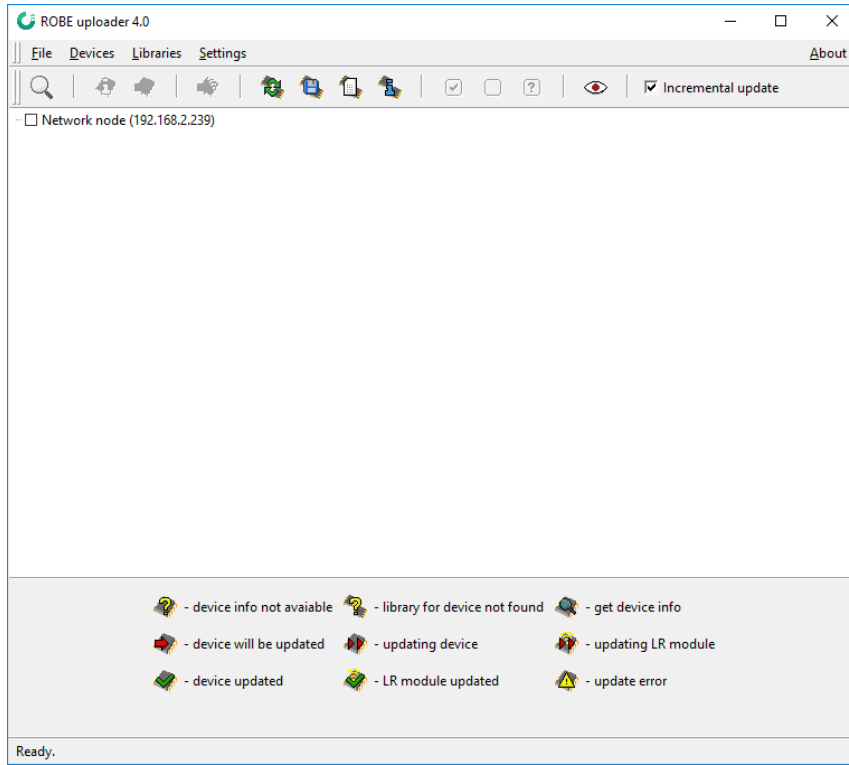 ROBE uploader 4.0
File Devices Libraries Settings About
Incremental update
Network node (192.168.2.239)
- device info not avaiable - library for device not found - get device info
- device will be updated - updating device - updating LR module
- device updated - LR module updated - update error
Ready.